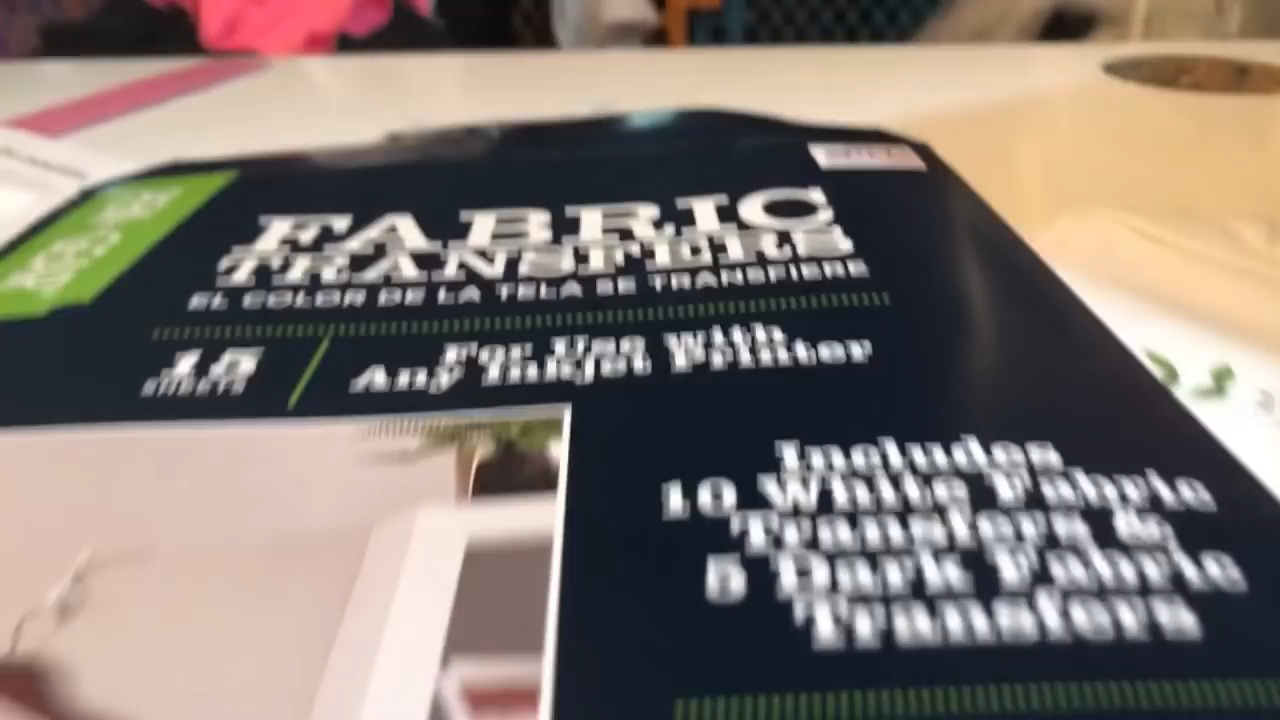 FABRIC
TRANSFERS
EL COLOR DE LA TELA SE TRANSFIERE
15
SHEETS
For Use with
Any Inkjet Printer
Includes
10 White Fabric
Transfers &
5 Dark Fabric
Transfers